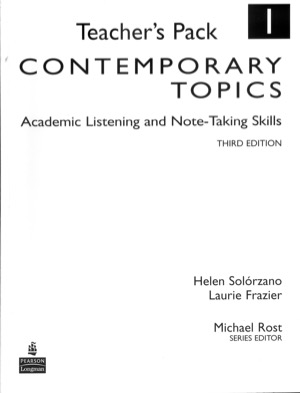 Teacher's Pack 1
CONTEMPORARY
TOPICS
Academic Listening and Note-Taking Skills
THIRD EDITION
Helen Solórzano
Laurie Frazier
Michael Rost
SERIES EDITOR
PEARSON
Longman